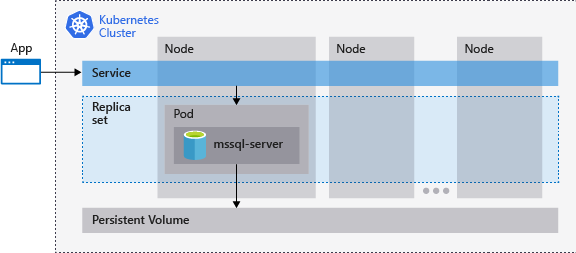 Kubernetes
Cluster
App
Node
Node
Node
Service
Replica
set
Pod
mssql-server
Persistent Volume